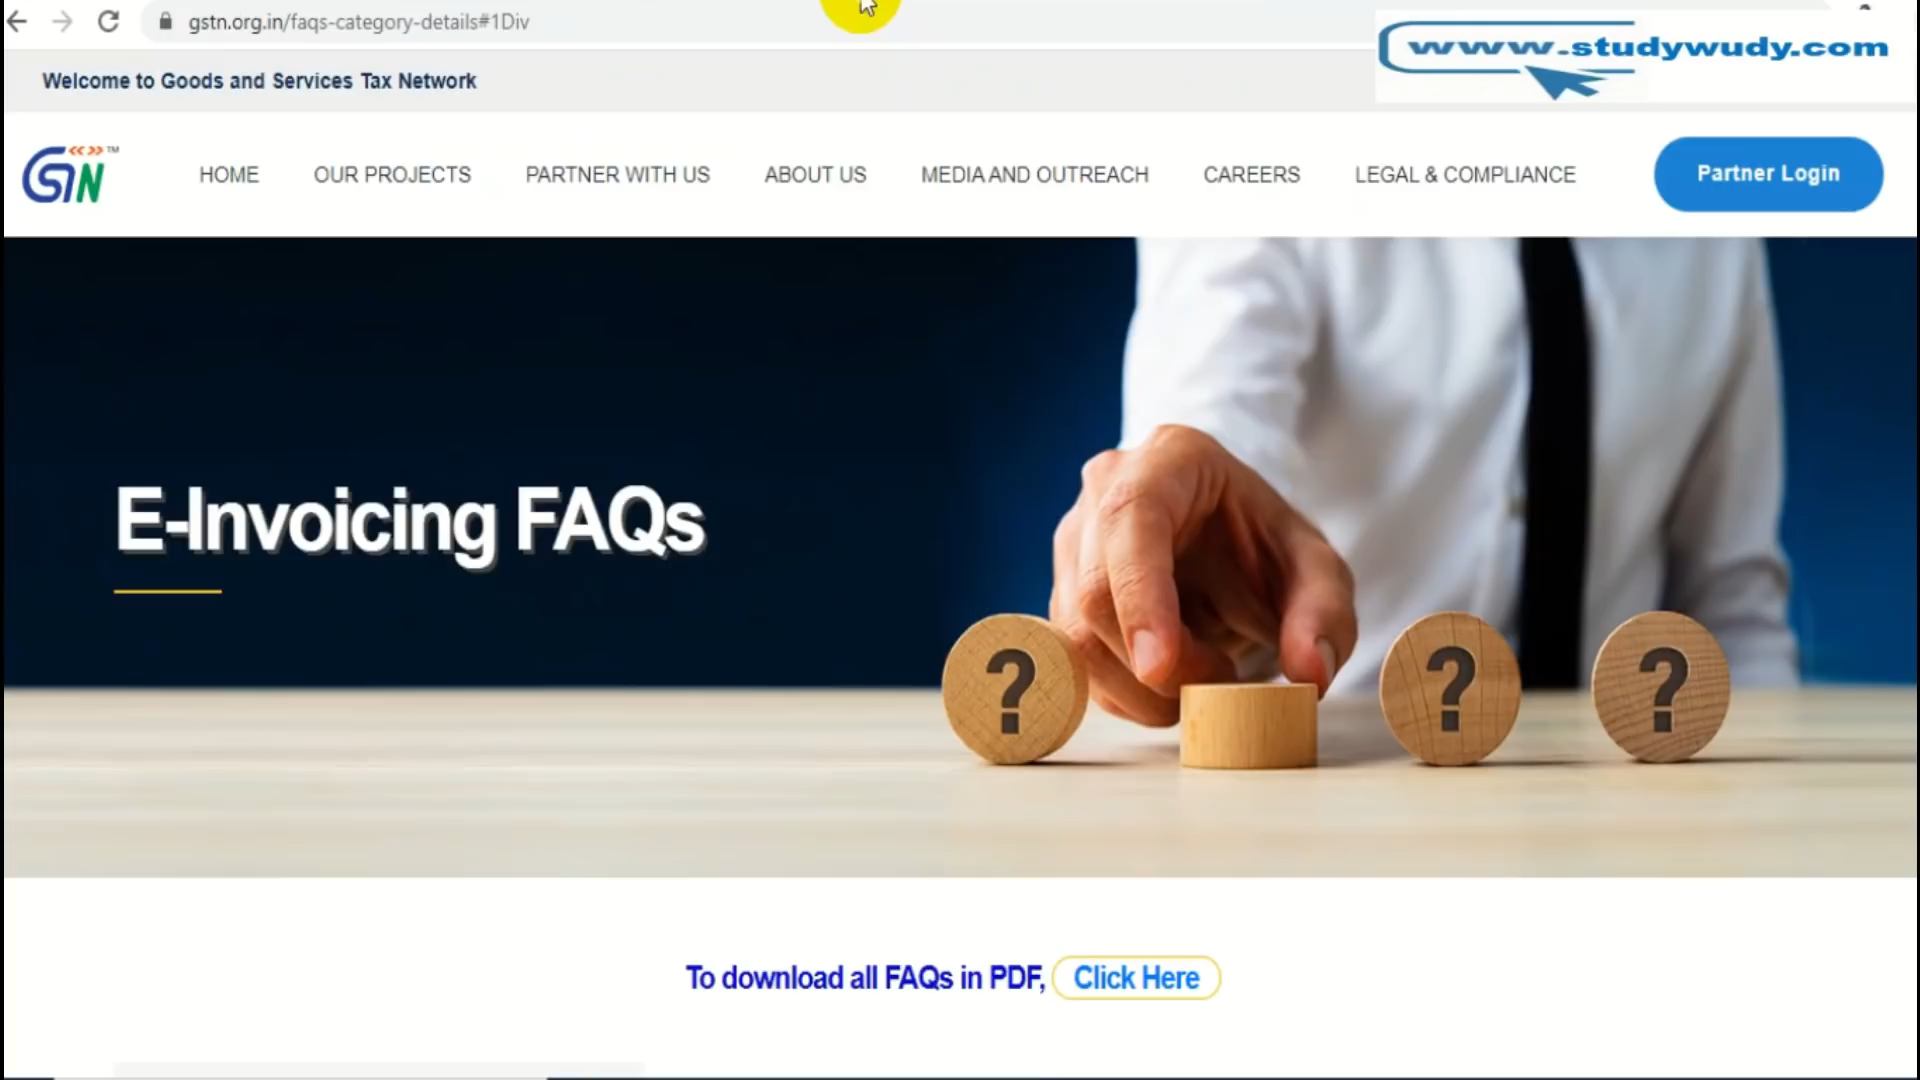 gstn.org.in/faqs-category-details#1Div
www.studywudy.com
Welcome to Goods and Services Tax Network
GSTN TM
HOME
OUR PROJECTS
PARTNER WITH US
ABOUT US
MEDIA AND OUTREACH
CAREERS
LEGAL & COMPLIANCE
Partner Login
E-Invoicing FAQs
? ? ?
To download all FAQs in PDF, Click Here